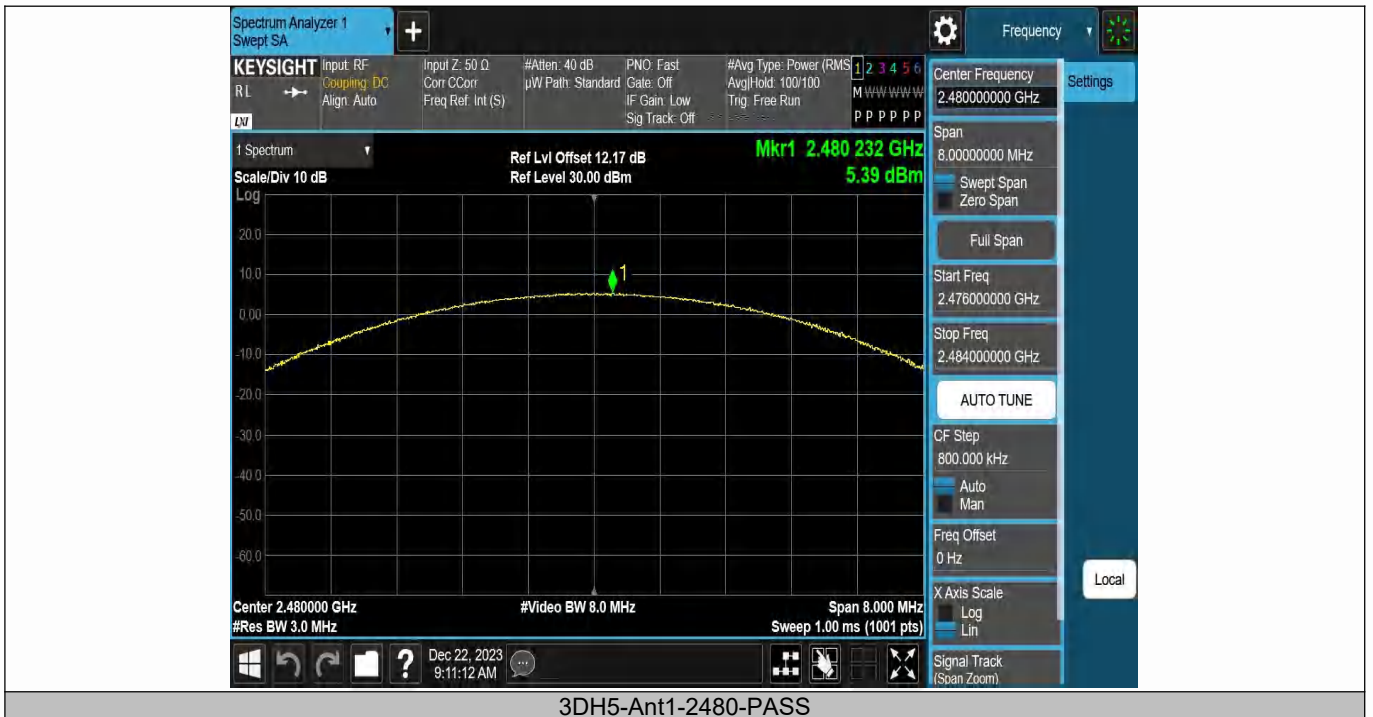 Spectrum Analyzer 1
Swept SA
+
Frequency
KEYSIGHT
RL
LXI
Input: RF
Coupling: DC
Align: Auto
Input Z: 50 Ω
Corr CCorr
Freq Ref: Int (S)
#Atten: 40 dB
µW Path: Standard
PNO: Fast
Gate: Off
IF Gain: Low
Sig Track: Off
#Avg Type: Power (RMS
Avg|Hold: 100/100
Trig: Free Run
1 2 3 4 5 6
M W W W W W
P P P P P P
1 Spectrum
Scale/Div 10 dB
Log
Ref Lvl Offset 12.17 dB
Ref Level 30.00 dBm
Mkr1 2.480 232 GHz
5.39 dBm
20.0
10.0
0.00
-10.0
-20.0
-30.0
-40.0
-50.0
-60.0
1
Center 2.480000 GHz
#Res BW 3.0 MHz
#Video BW 8.0 MHz
Span 8.000 MHz
Sweep 1.00 ms (1001 pts)
Center Frequency
2.480000000 GHz
Settings
Span
8.00000000 MHz
Swept Span
Zero Span
Full Span
Start Freq
2.476000000 GHz
Stop Freq
2.484000000 GHz
AUTO TUNE
CF Step
800.000 kHz
Auto
Man
Freq Offset
0 Hz
X Axis Scale
Log
Lin
Signal Track
(Span Zoom)
Local
?
Dec 22, 2023
9:11:12 AM
3DH5-Ant1-2480-PASS